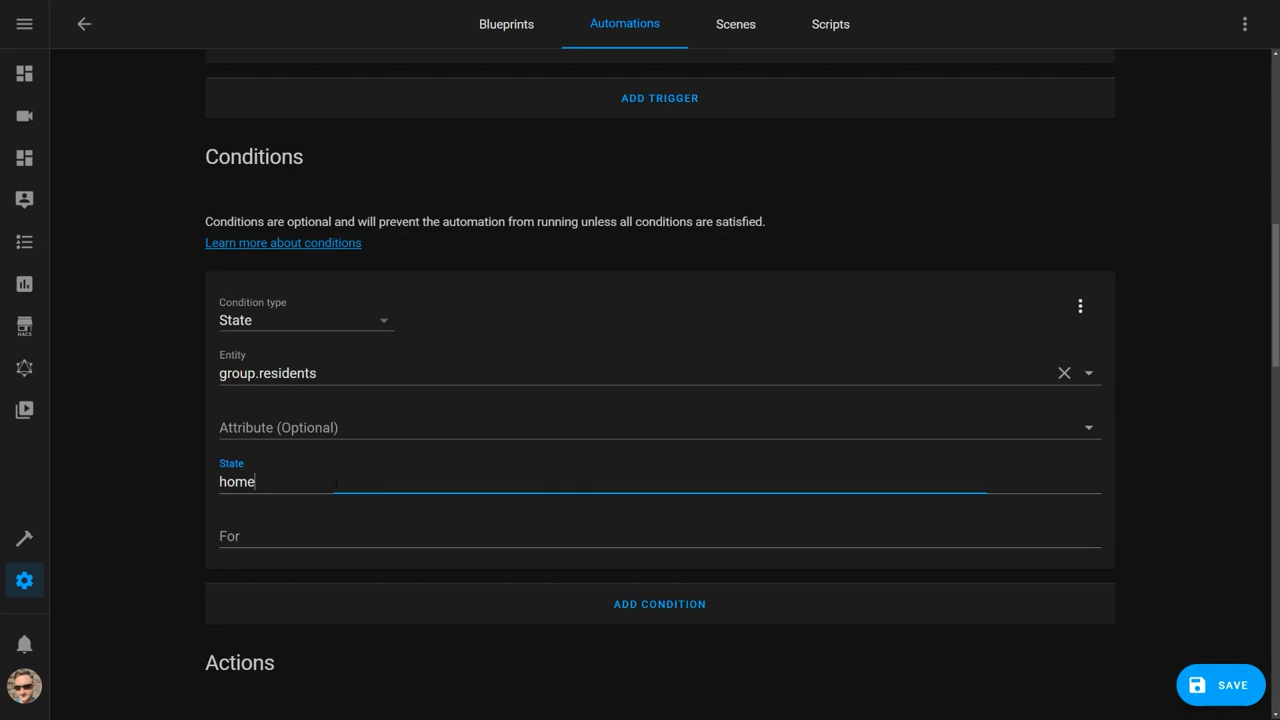 Blueprints
Automations
Scenes
Scripts
ADD TRIGGER
Conditions
Conditions are optional and will prevent the automation from running unless all conditions are satisfied.
Learn more about conditions
Condition type
State
Entity
group.residents
Attribute (Optional)
State
home
For
ADD CONDITION
Actions
HACS
SAVE